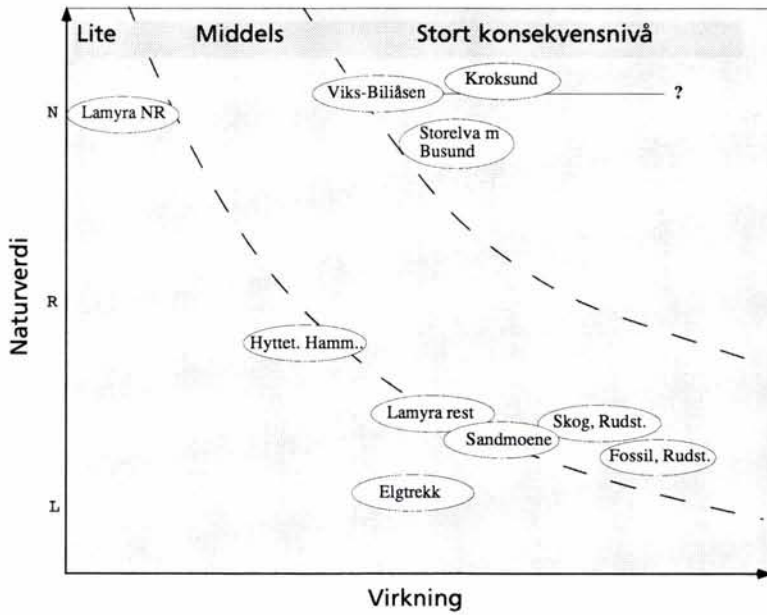 Lite Middels Stort konsekvensnivå
Kroksund
Viks-Biliåsen ?
N Lamyra NR
Storelva m
Busund
Naturverdi
R
Hyttet. Hamm..
Lamyra rest
Skog, Rudst.
Sandmoene
Fossil, Rudst.
Elgtrekk
L
Virkning